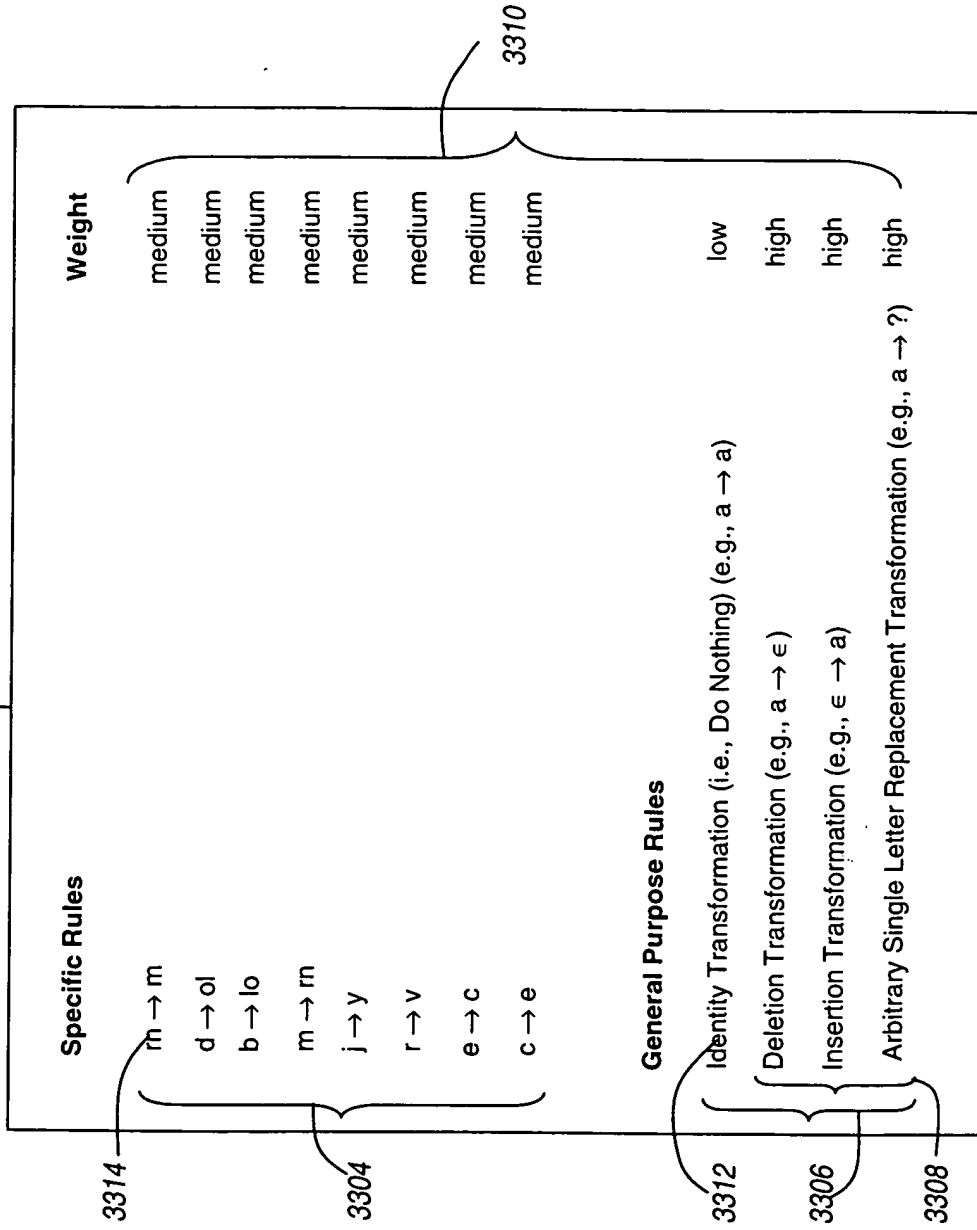 Specific Rules Weight
3314
rn → m medium
d → ol medium
b → lo medium
m → rn medium
j → y medium
r → v medium
e → c medium
c → e medium
3304
3310
General Purpose Rules
3312
Identity Transformation (i.e., Do Nothing) (e.g., a → a) low
Deletion Transformation (e.g., a → ϵ) high
Insertion Transformation (e.g., ϵ → a) high
Arbitrary Single Letter Replacement Transformation (e.g., a → ?) high
3306
3308